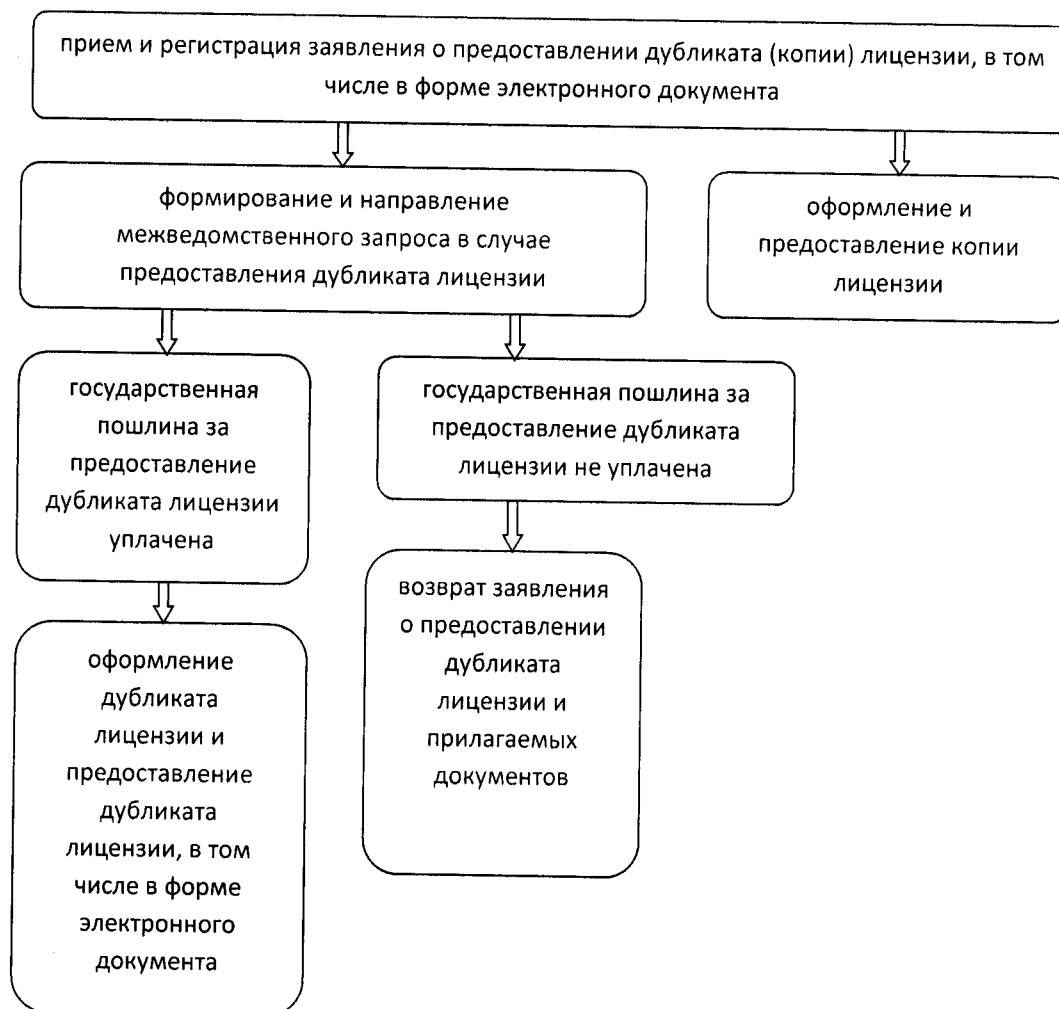 прием и регистрация заявления о предоставлении дубликата (копии) лицензии, в том
числе в форме электронного документа
формирование и направление
межведомственного запроса в случае
предоставления дубликата лицензии
оформление и
предоставление копии
лицензии
государственная
пошлина за
предоставление
дубликата лицензии
уплачена
государственная пошлина за
предоставление дубликата
лицензии не уплачена
оформление
дубликата
лицензии и
предоставление
дубликата
лицензии, в том
числе в форме
электронного
документа
возврат заявления
о предоставлении
дубликата
лицензии и
прилагаемых
документов